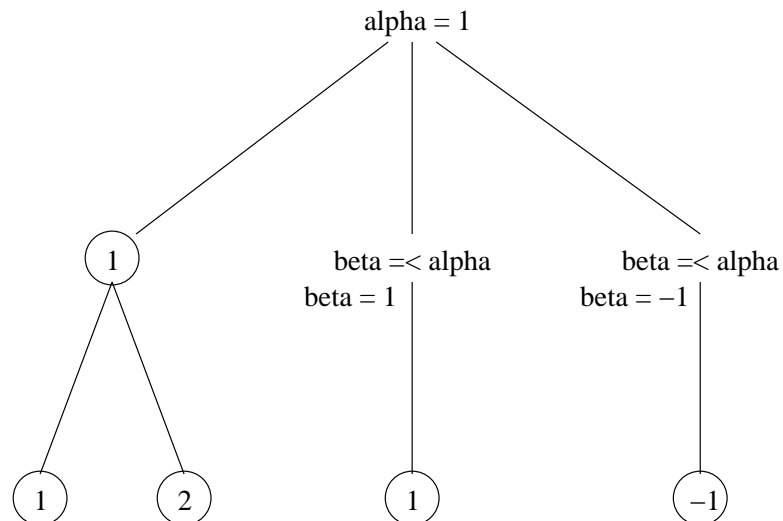 alpha = 1
1
beta =< alpha
beta =< alpha
beta = 1
beta = −1
1
2
1
−1